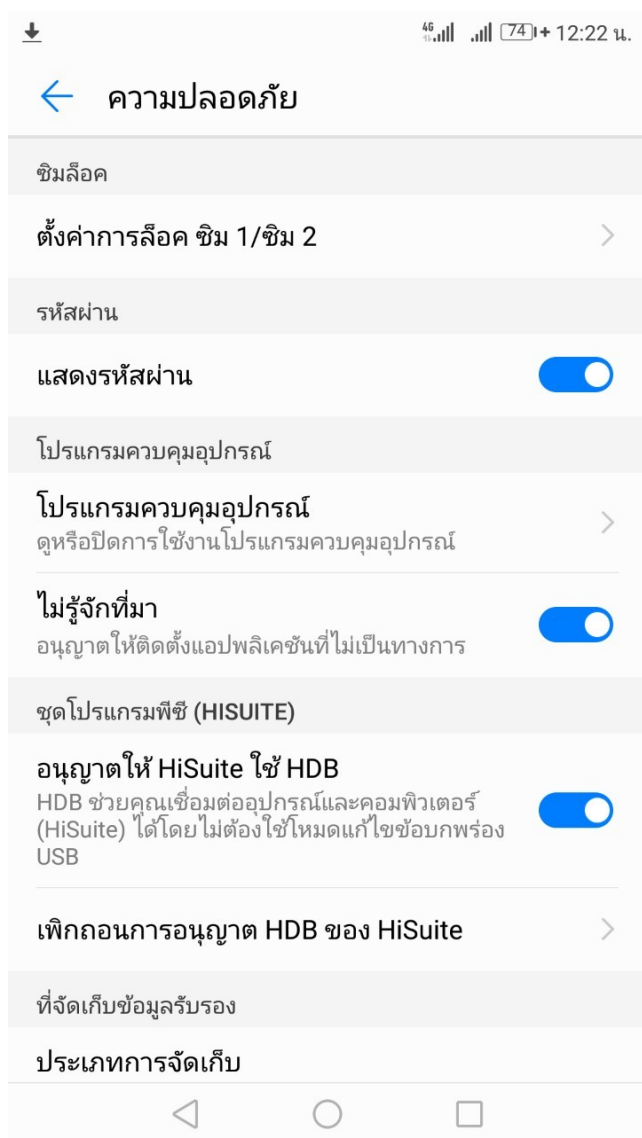 4G 74 12:22 น.
ความปลอดภัย
ซิมล็อค
ตั้งค่าการล็อค ซิม 1/ซิม 2
รหัสผ่าน
แสดงรหัสผ่าน
โปรแกรมควบคุมอุปกรณ์
โปรแกรมควบคุมอุปกรณ์
ดูหรือปิดการใช้งานโปรแกรมควบคุมอุปกรณ์
ไม่รู้จักที่มา
อนุญาตให้ติดตั้งแอปพลิเคชันที่ไม่เป็นทางการ
ชุดโปรแกรมพีซี (HISUITE)
อนุญาตให้ HiSuite ใช้ HDB
HDB ช่วยคุณเชื่อมต่ออุปกรณ์และคอมพิวเตอร์
(HiSuite) ได้โดยไม่ต้องใช้โหมดแก้ไขข้อบกพร่อง
USB
เพิกถอนการอนุญาต HDB ของ HiSuite
ที่จัดเก็บข้อมูลรับรอง
ประเภทการจัดเก็บ